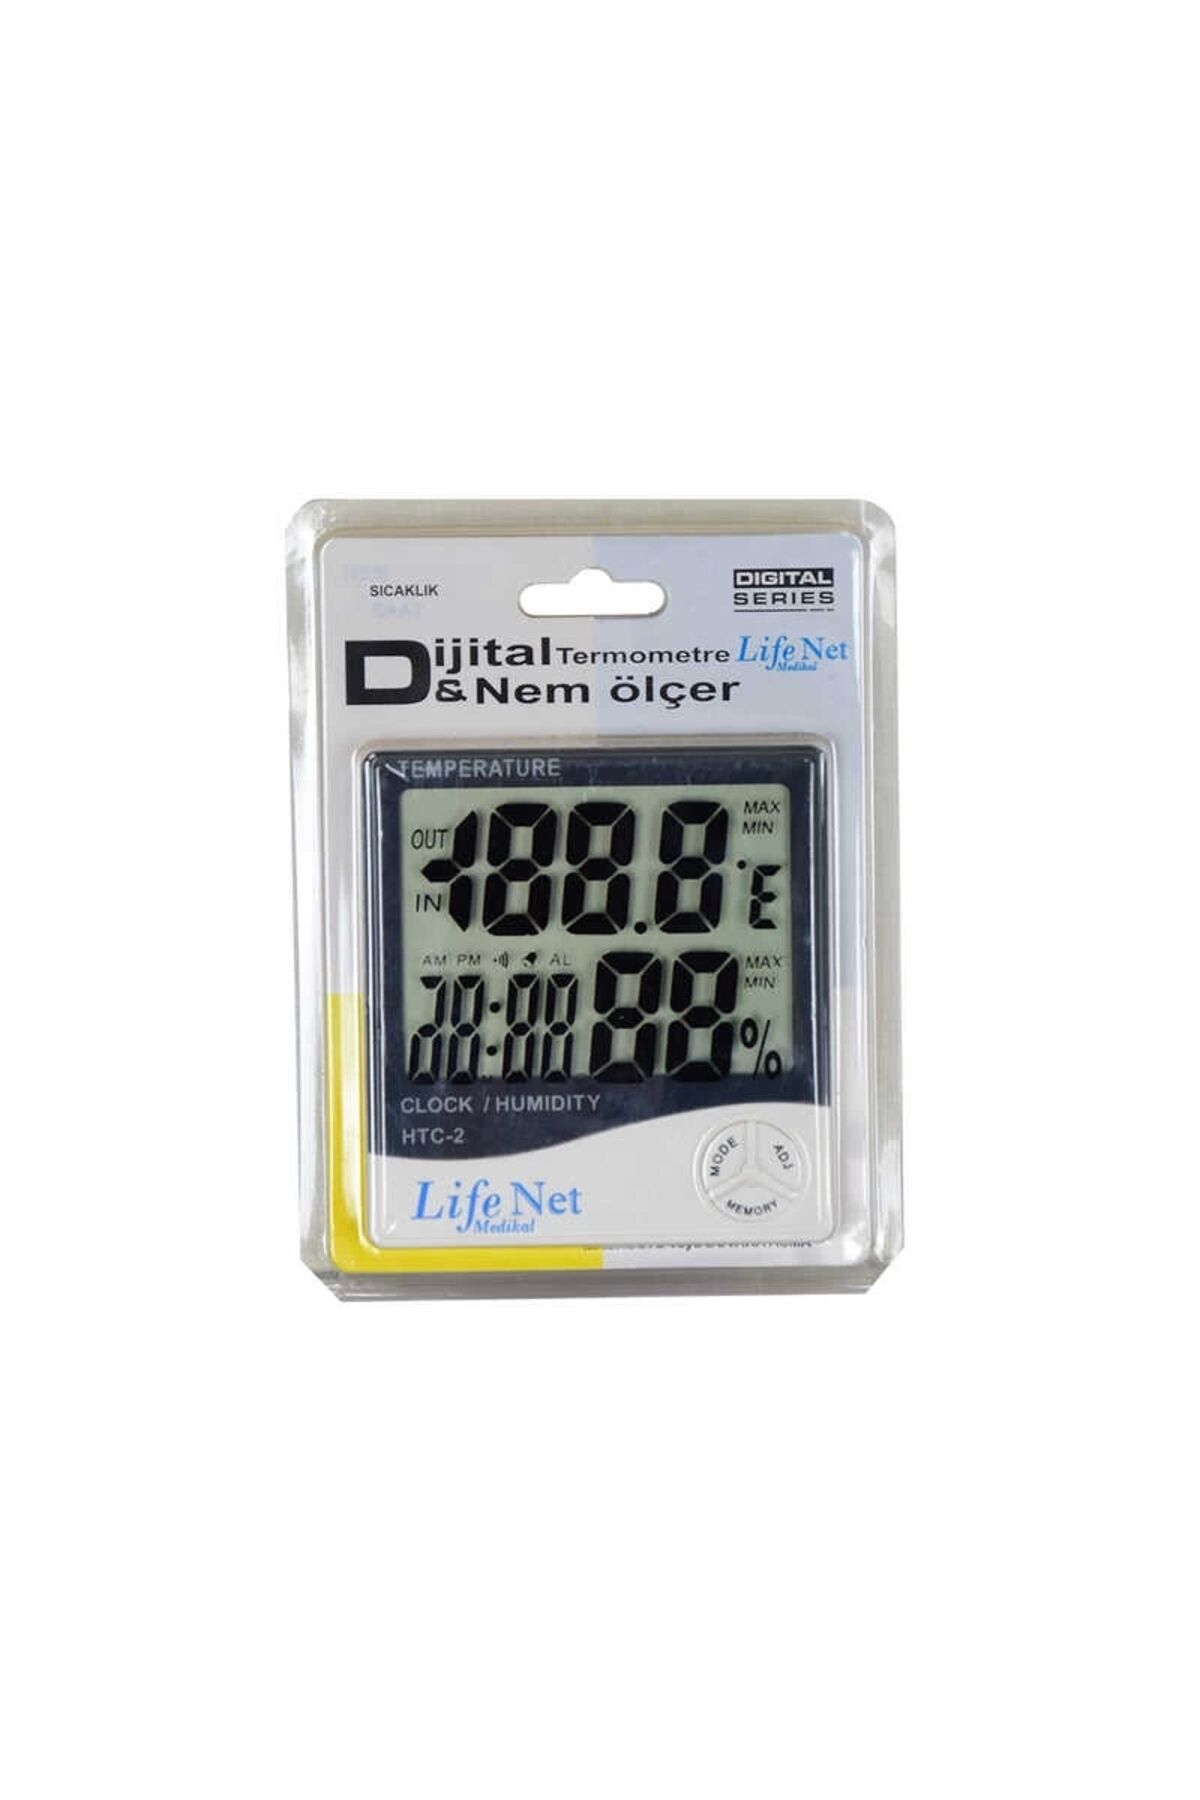 SICAKLIK
DIGITAL
SERIES
Dijital Termometre
& Nem ölçer
Life Net
Medikal
TEMPERATURE
OUT
IN
188.8
MAX
MIN
AM PM AL
MAX
MIN
%
CLOCK / HUMIDITY
HTC-2
MODE
ADJ
MEMORY
Life Net
Medikal